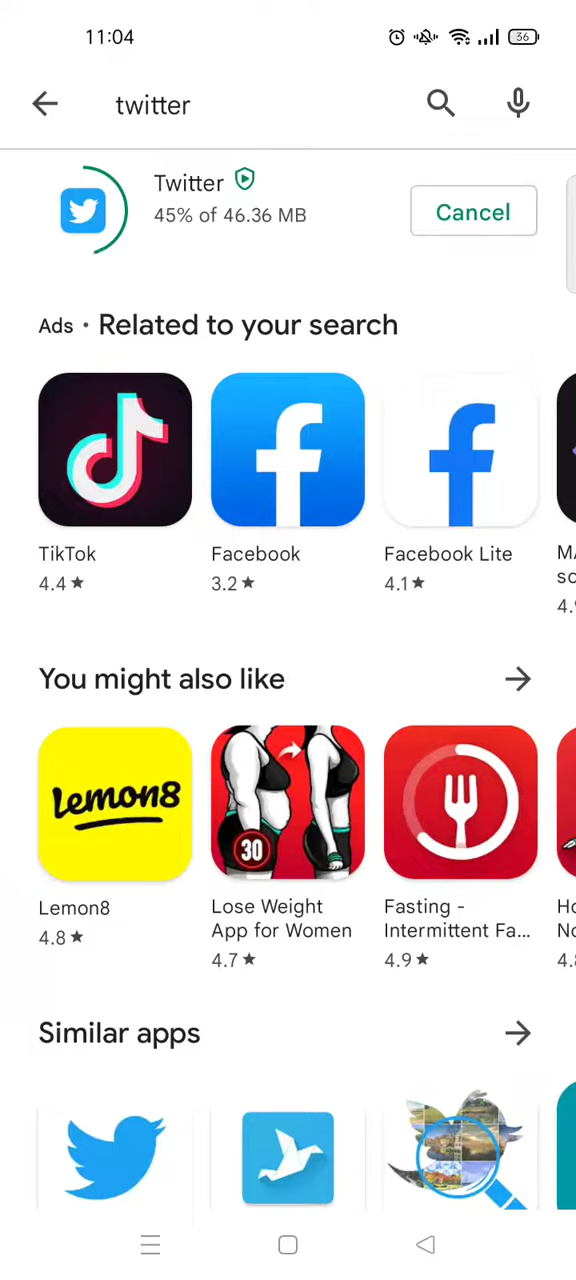 11:04
36
twitter
Twitter
45% of 46.36 MB
Cancel
Ads • Related to your search
TikTok
4.4 ★
Facebook
3.2 ★
Facebook Lite
4.1 ★
You might also like
Lemon8
30
Lemon8
4.8 ★
Lose Weight
App for Women
4.7 ★
Fasting -
Intermittent Fa...
4.9 ★
Similar apps